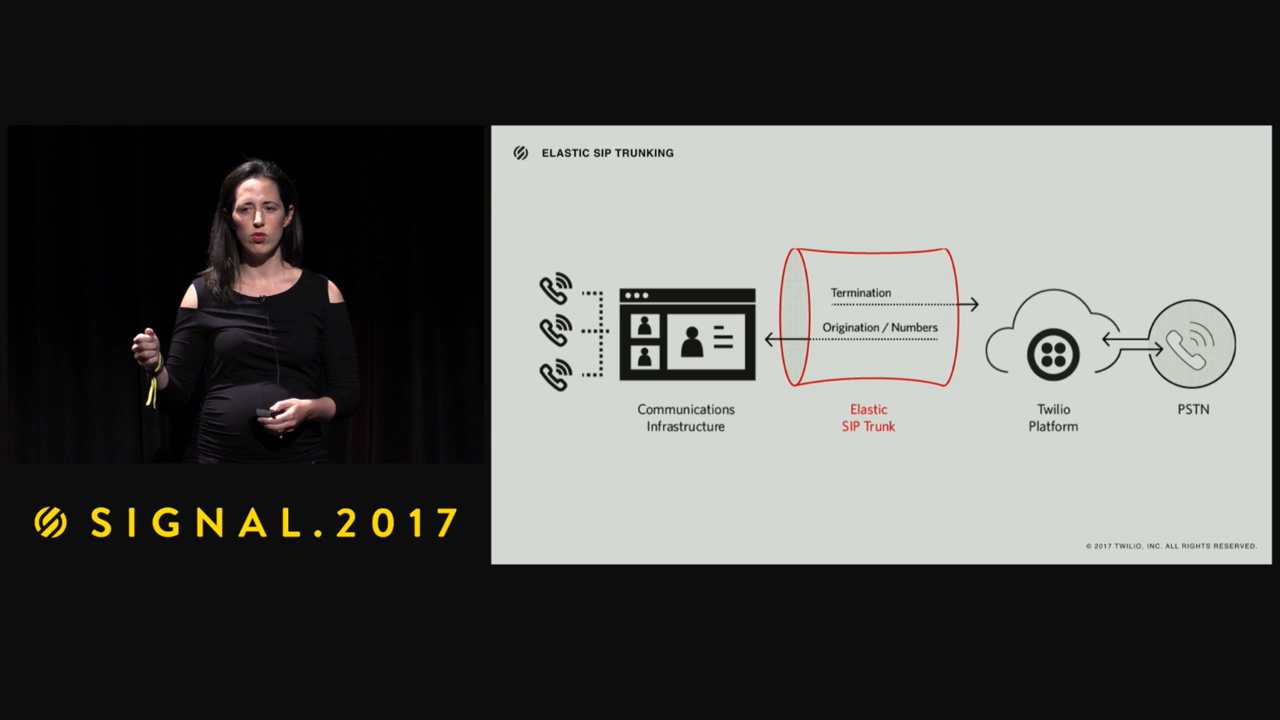 ELASTIC SIP TRUNKING
Termination
Origination / Numbers
Communications
Infrastructure
Elastic
SIP Trunk
Twilio
Platform
PSTN
SIGNAL.2017
© 2017 TWILIO, INC. ALL RIGHTS RESERVED.